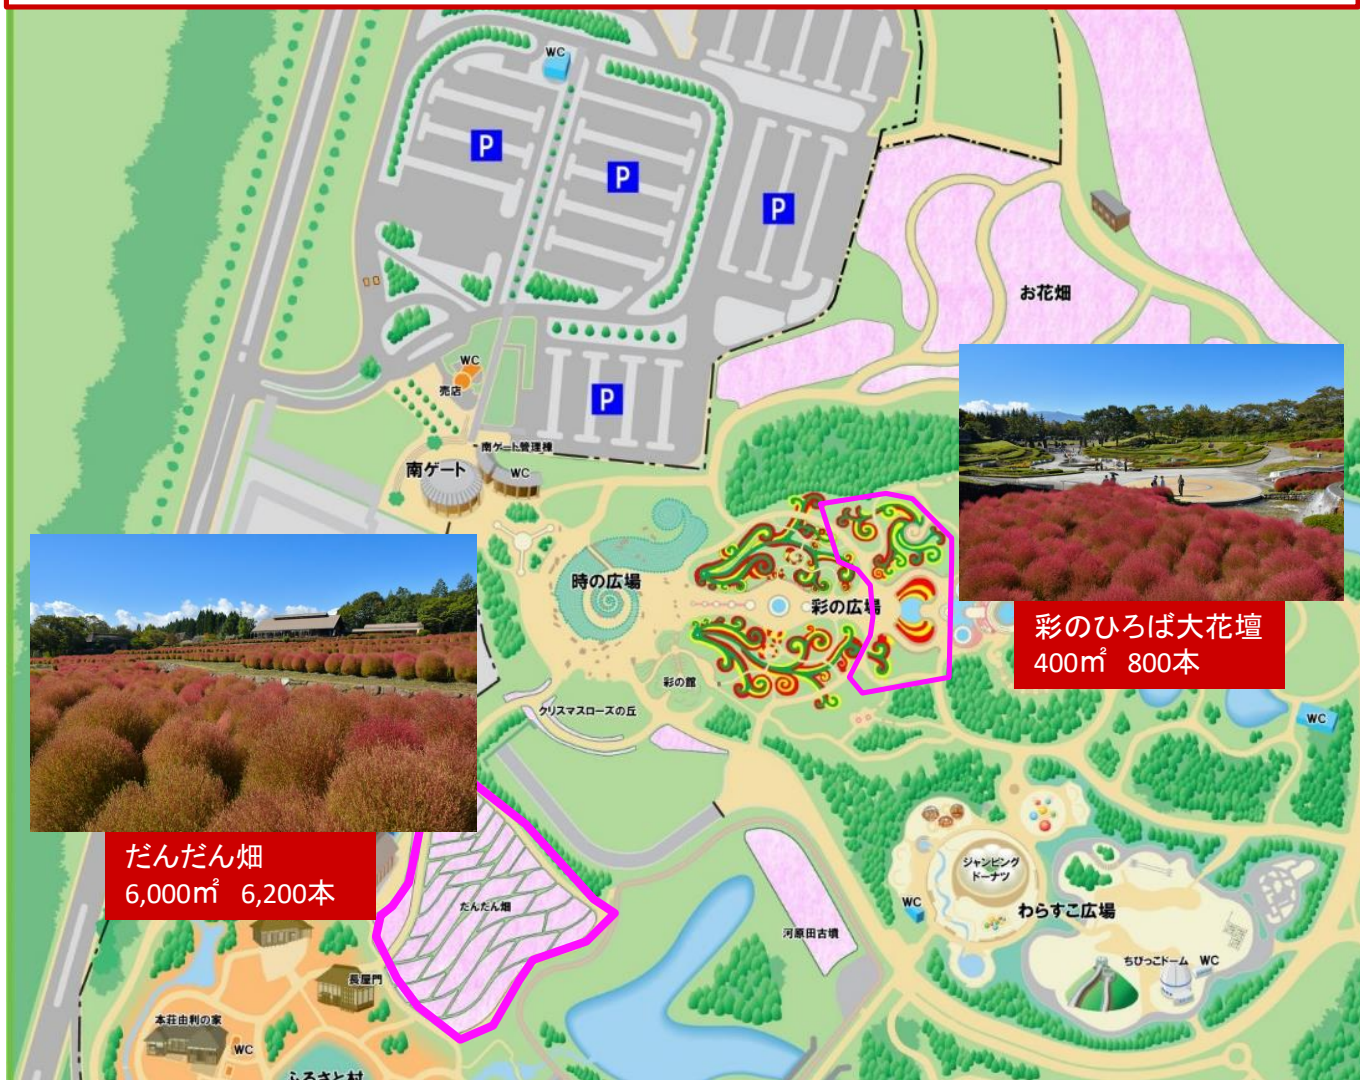 WC
P
P
P
お花畑
WC
売店
P
南ゲート管理棟
南ゲート
WC
時の広場
彩の広場
彩のひろば大花壇
400㎡ 800本
彩の館
クリスマスローズの丘
WC
だんだん畑
6,000㎡ 6,200本
ジャンピング
ドーナツ
WC
だんだん畑
わらすこ広場
河原田古墳
ちびっこドーム
WC
長屋門
本荘由利の家
WC
ふるさと村